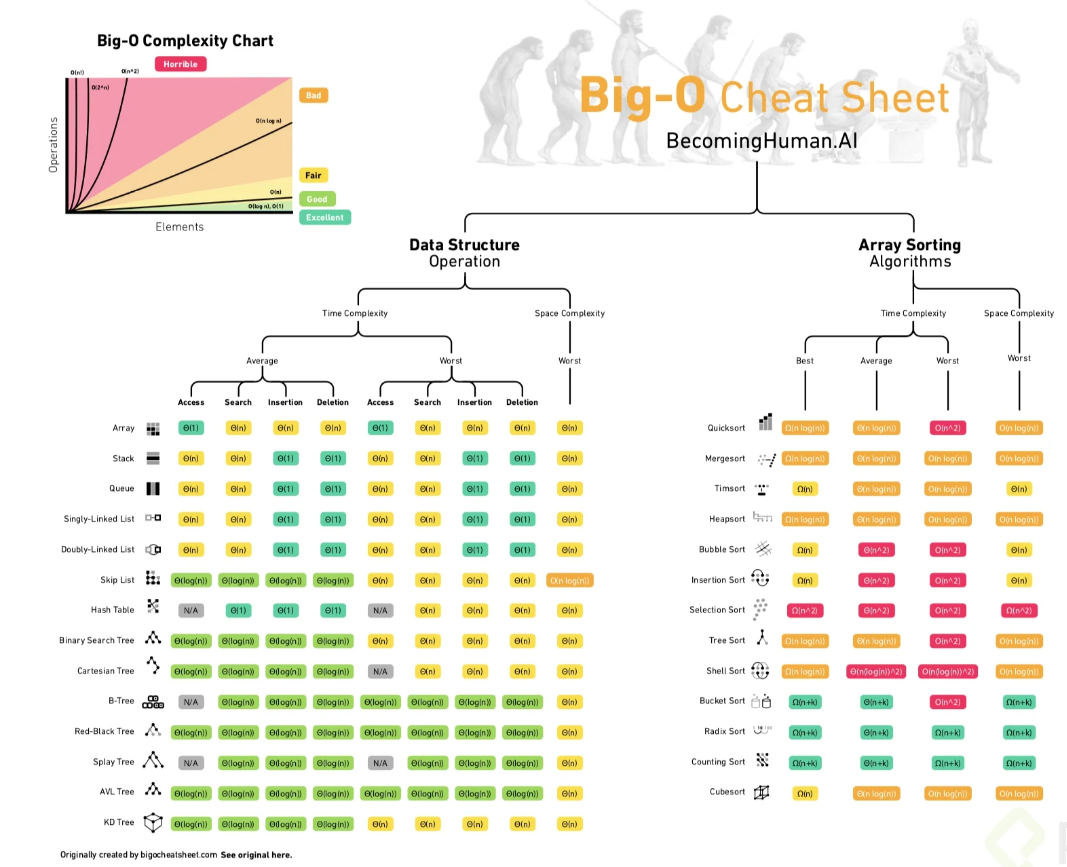 Big-O Complexity Chart
Horrible
O(n!)
O(2^n)
O(n^2)
Bad
O(n log n)
Fair
O(n)
Good
O(log n), O(1)
Excellent
Operations
Elements
Big-O Cheat Sheet
BecomingHuman.AI
Data Structure
Operation
Array Sorting
Algorithms
Time Complexity Space Complexity
Average Worst Worst
Access Search Insertion Deletion Access Search Insertion Deletion
Array Θ(1) Θ(n) Θ(n) Θ(n) Θ(1) Θ(n) Θ(n) Θ(n) Θ(n)
Stack Θ(n) Θ(n) Θ(1) Θ(1) Θ(n) Θ(n) Θ(1) Θ(1) Θ(n)
Queue Θ(n) Θ(n) Θ(1) Θ(1) Θ(n) Θ(n) Θ(1) Θ(1) Θ(n)
Singly-Linked List Θ(n) Θ(n) Θ(1) Θ(1) Θ(n) Θ(n) Θ(1) Θ(1) Θ(n)
Doubly-Linked List Θ(n) Θ(n) Θ(1) Θ(1) Θ(n) Θ(n) Θ(1) Θ(1) Θ(n)
Skip List Θ(log(n)) Θ(log(n)) Θ(log(n)) Θ(log(n)) Θ(n) Θ(n) Θ(n) Θ(n) O(n log(n))
Hash Table N/A Θ(1) Θ(1) Θ(1) N/A Θ(n) Θ(n) Θ(n) Θ(n)
Binary Search Tree Θ(log(n)) Θ(log(n)) Θ(log(n)) Θ(log(n)) Θ(n) Θ(n) Θ(n) Θ(n) Θ(n)
Cartesian Tree Θ(log(n)) Θ(log(n)) Θ(log(n)) Θ(log(n)) N/A Θ(n) Θ(n) Θ(n) Θ(n)
B-Tree N/A Θ(log(n)) Θ(log(n)) Θ(log(n)) Θ(log(n)) Θ(log(n)) Θ(log(n)) Θ(log(n)) Θ(n)
Red-Black Tree Θ(log(n)) Θ(log(n)) Θ(log(n)) Θ(log(n)) Θ(log(n)) Θ(log(n)) Θ(log(n)) Θ(log(n)) Θ(n)
Splay Tree N/A Θ(log(n)) Θ(log(n)) Θ(log(n)) N/A Θ(log(n)) Θ(log(n)) Θ(log(n)) Θ(n)
AVL Tree Θ(log(n)) Θ(log(n)) Θ(log(n)) Θ(log(n)) Θ(log(n)) Θ(log(n)) Θ(log(n)) Θ(log(n)) Θ(n)
KD Tree Θ(log(n)) Θ(log(n)) Θ(log(n)) Θ(log(n)) Θ(n) Θ(n) Θ(n) Θ(n) Θ(n)
Time Complexity Space Complexity
Best Average Worst Worst
Quicksort Ω(n log(n)) Θ(n log(n)) O(n^2) O(n log(n))
Mergesort Ω(n log(n)) Θ(n log(n)) O(n log(n)) O(n log(n))
Timsort Ω(n) Θ(n log(n)) O(n log(n)) Θ(n)
Heapsort Ω(n log(n)) Θ(n log(n)) O(n log(n)) O(n log(n))
Bubble Sort Ω(n) Θ(n^2) O(n^2) Θ(n)
Insertion Sort Ω(n) Θ(n^2) O(n^2) Θ(n)
Selection Sort Ω(n^2) Θ(n^2) O(n^2) Ω(n^2)
Tree Sort Ω(n log(n)) Θ(n log(n)) O(n^2) O(n log(n))
Shell Sort Ω(n log(n)) Θ(n(log(n))^2) O(n(log(n))^2) O(n log(n))
Bucket Sort Ω(n+k) Θ(n+k) O(n^2) Ω(n+k)
Radix Sort Ω(n+k) Θ(n+k) Ω(n+k) Ω(n+k)
Counting Sort Ω(n+k) Θ(n+k) Ω(n+k) Ω(n+k)
Cubesort Ω(n) Θ(n log(n)) O(n log(n)) O(n log(n))
Originally created by bigocheatsheet.com See original here.